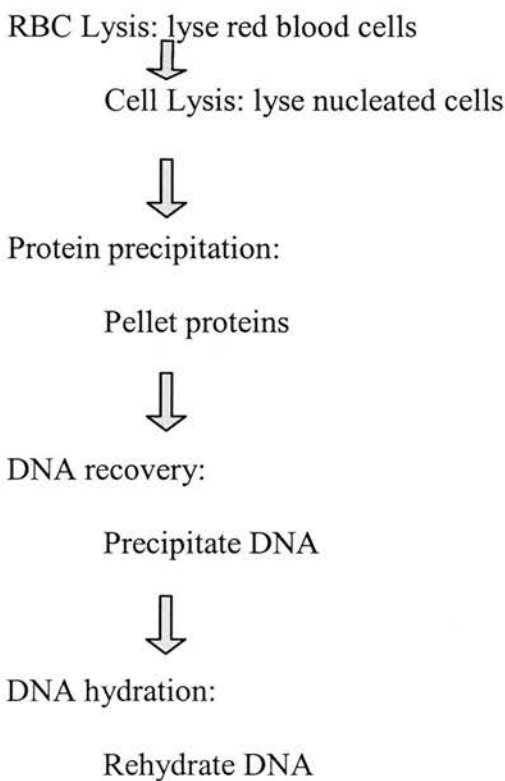 RBC Lysis: lyse red blood cells
Cell Lysis: lyse nucleated cells
Protein precipitation:
Pellet proteins
DNA recovery:
Precipitate DNA
DNA hydration:
Rehydrate DNA